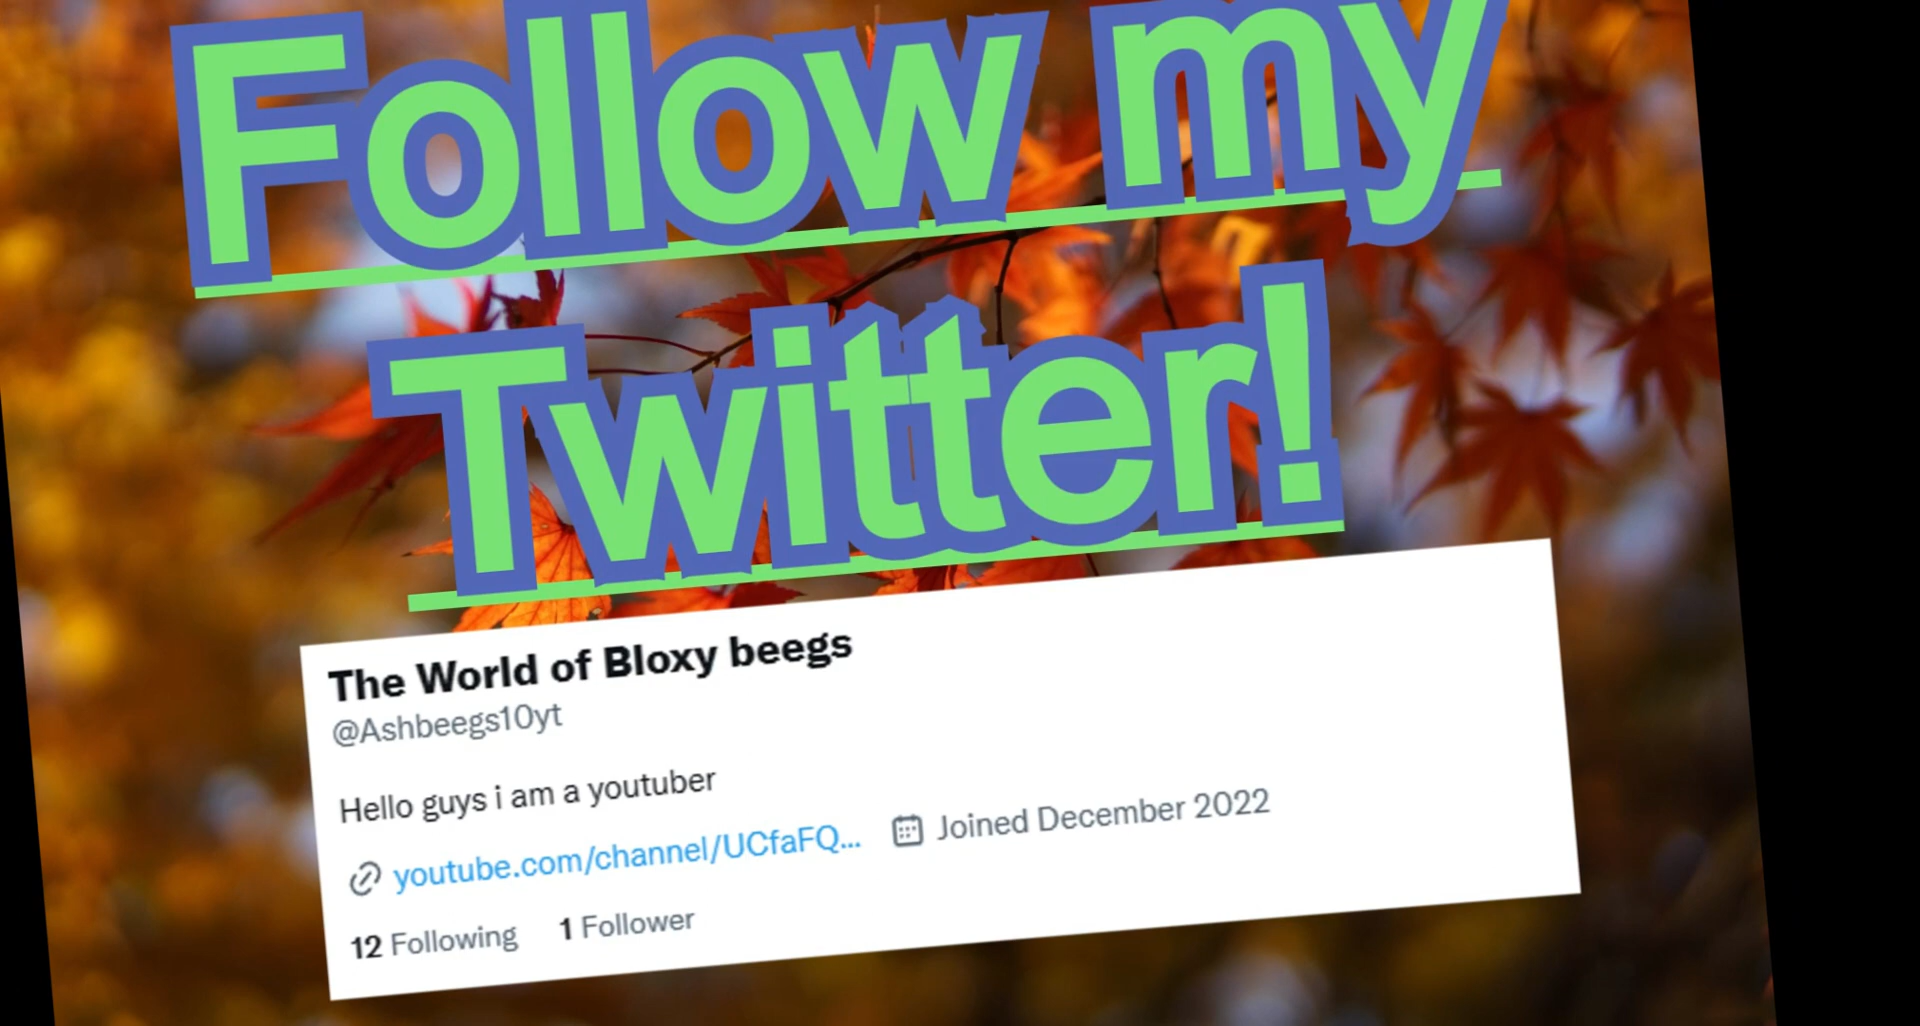 Follow my
Twitter!
The World of Bloxy beegs
@Ashbeegs10yt
Hello guys i am a youtuber
youtube.com/channel/UCfaFQ... Joined December 2022
12 Following 1 Follower